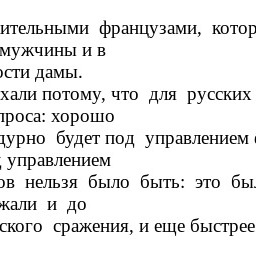 ительными французами, котор
мужчины и в
ости дамы.
хали потому, что для русских
проса: хорошо
дурно будет под управлением
управлением
ов нельзя было быть: это бы
жали и до
ского сражения, и еще быстрее